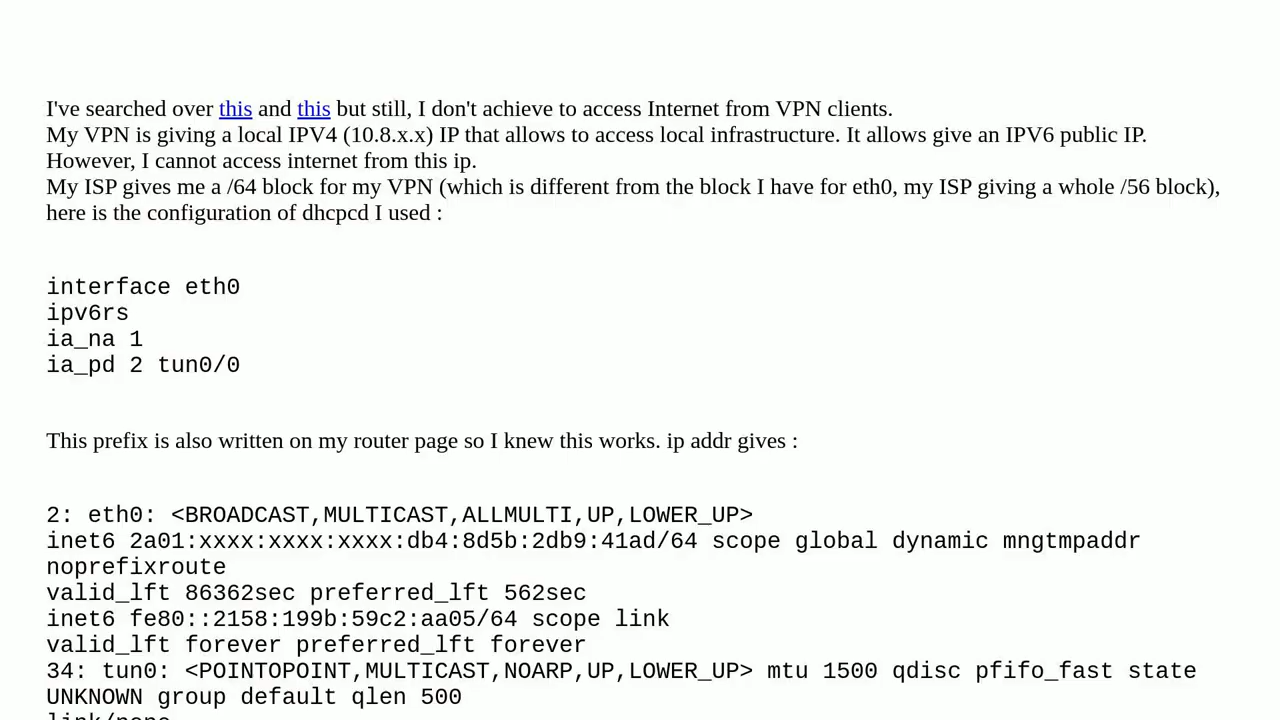 I've searched over this and this but still, I don't achieve to access Internet from VPN clients.
My VPN is giving a local IPV4 (10.8.x.x) IP that allows to access local infrastructure. It allows give an IPV6 public IP.
However, I cannot access internet from this ip.
My ISP gives me a /64 block for my VPN (which is different from the block I have for eth0, my ISP giving a whole /56 block),
here is the configuration of dhcpcd I used :
interface eth0
ipv6rs
ia_na 1
ia_pd 2 tun0/0
This prefix is also written on my router page so I knew this works. ip addr gives :
2: eth0: <BROADCAST,MULTICAST,ALLMULTI,UP,LOWER_UP>
inet6 2a01:xxxx:xxxx:xxxx:db4:8d5b:2db9:41ad/64 scope global dynamic mngtmpaddr
noprefixroute
valid_lft 86362sec preferred_lft 562sec
inet6 fe80::2158:199b:59c2:aa05/64 scope link
valid_lft forever preferred_lft forever
34: tun0: <POINTOPOINT,MULTICAST,NOARP,UP,LOWER_UP> mtu 1500 qdisc pfifo_fast state
UNKNOWN group default qlen 500
link/none